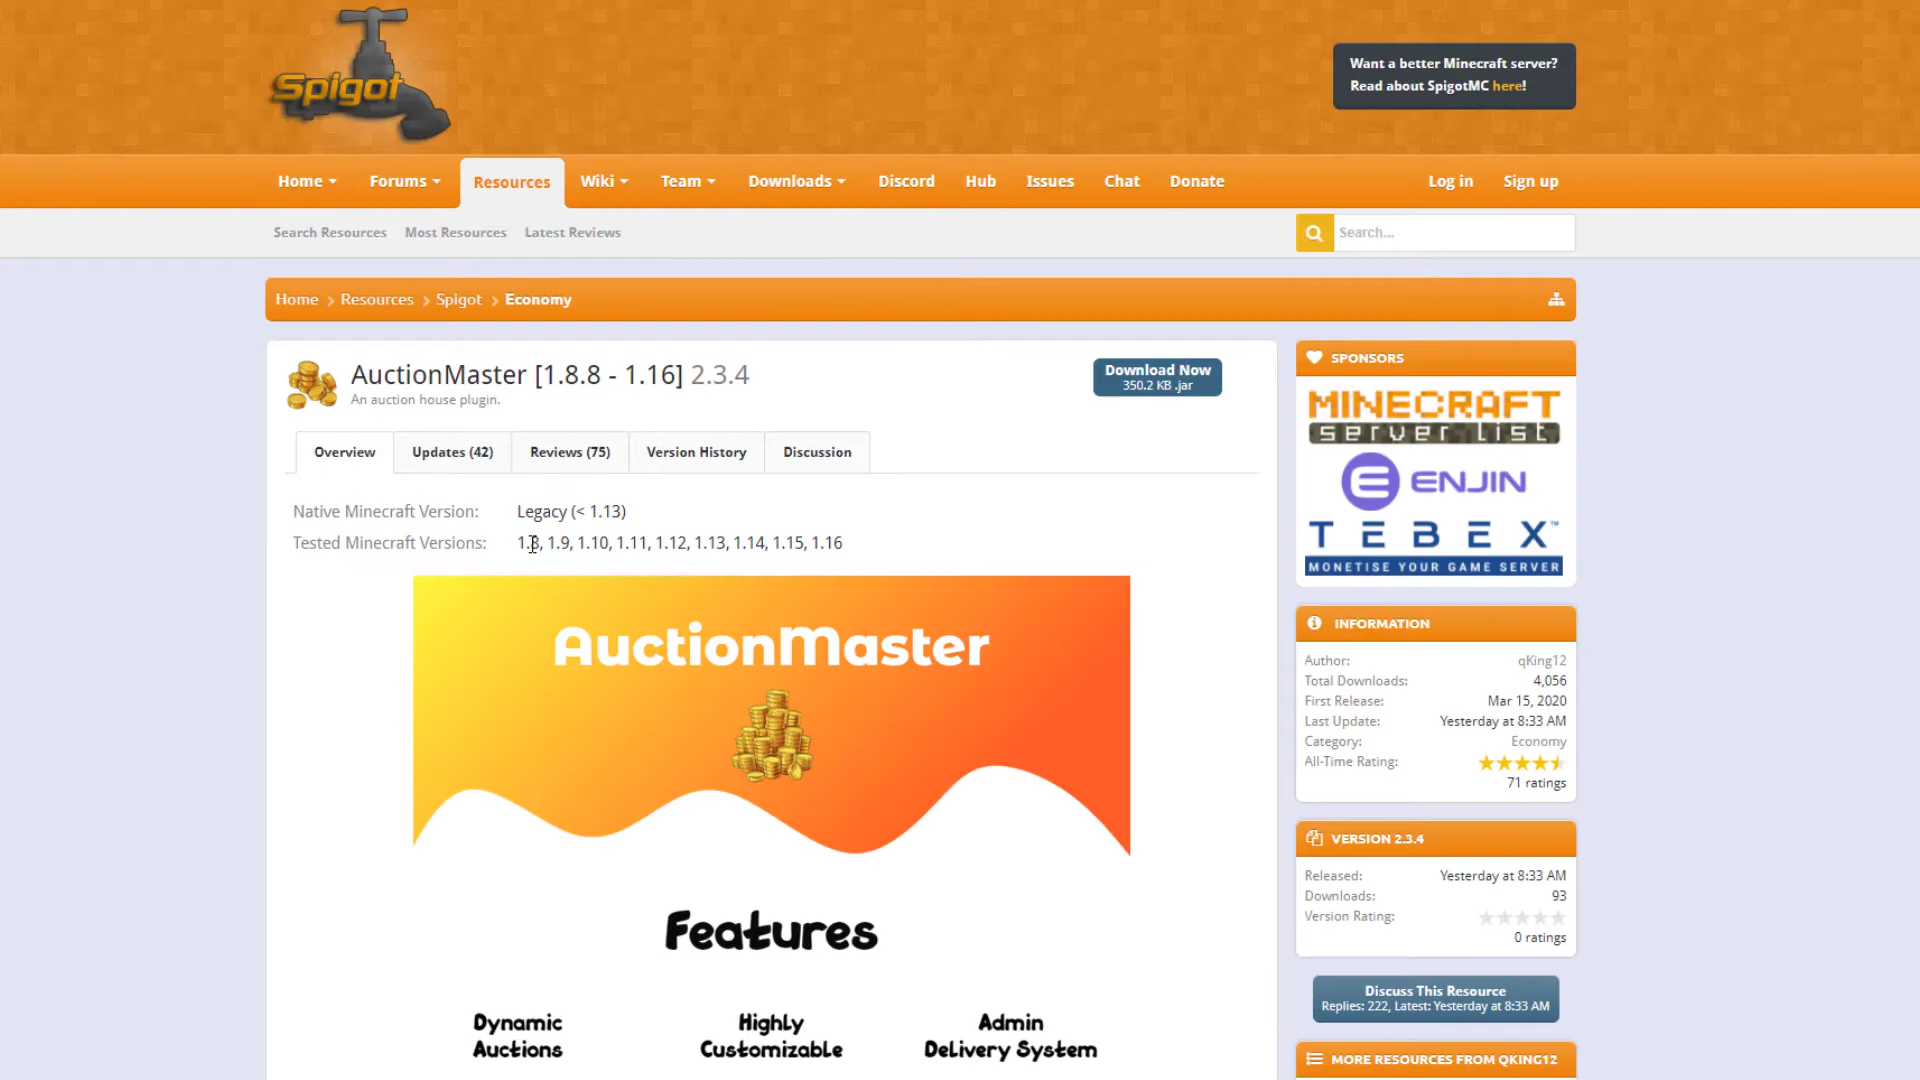 Spigot
Want a better Minecraft server?
Read about SpigotMC here!
Home Forums Resources Wiki Team Downloads Discord Hub Issues Chat Donate Log in Sign up
Search Resources Most Resources Latest Reviews Search...
Home Resources Spigot Economy
AuctionMaster [1.8.8 - 1.16] 2.3.4
An auction house plugin.
Download Now
350.2 KB .jar
Overview Updates (42) Reviews (75) Version History Discussion
Native Minecraft Version: Legacy (< 1.13)
Tested Minecraft Versions: 1.8, 1.9, 1.10, 1.11, 1.12, 1.13, 1.14, 1.15, 1.16
AuctionMaster
Features
Dynamic
Auctions
Highly
Customizable
Admin
Delivery System
SPONSORS
MINECRAFT
server list
ENJIN
TEBEX™
MONETISE YOUR GAME SERVER
INFORMATION
Author: qKing12
Total Downloads: 4,056
First Release: Mar 15, 2020
Last Update: Yesterday at 8:33 AM
Category: Economy
All-Time Rating:
71 ratings
VERSION 2.3.4
Released: Yesterday at 8:33 AM
Downloads: 93
Version Rating:
0 ratings
Discuss This Resource
Replies: 222, Latest: Yesterday at 8:33 AM
MORE RESOURCES FROM QKING12